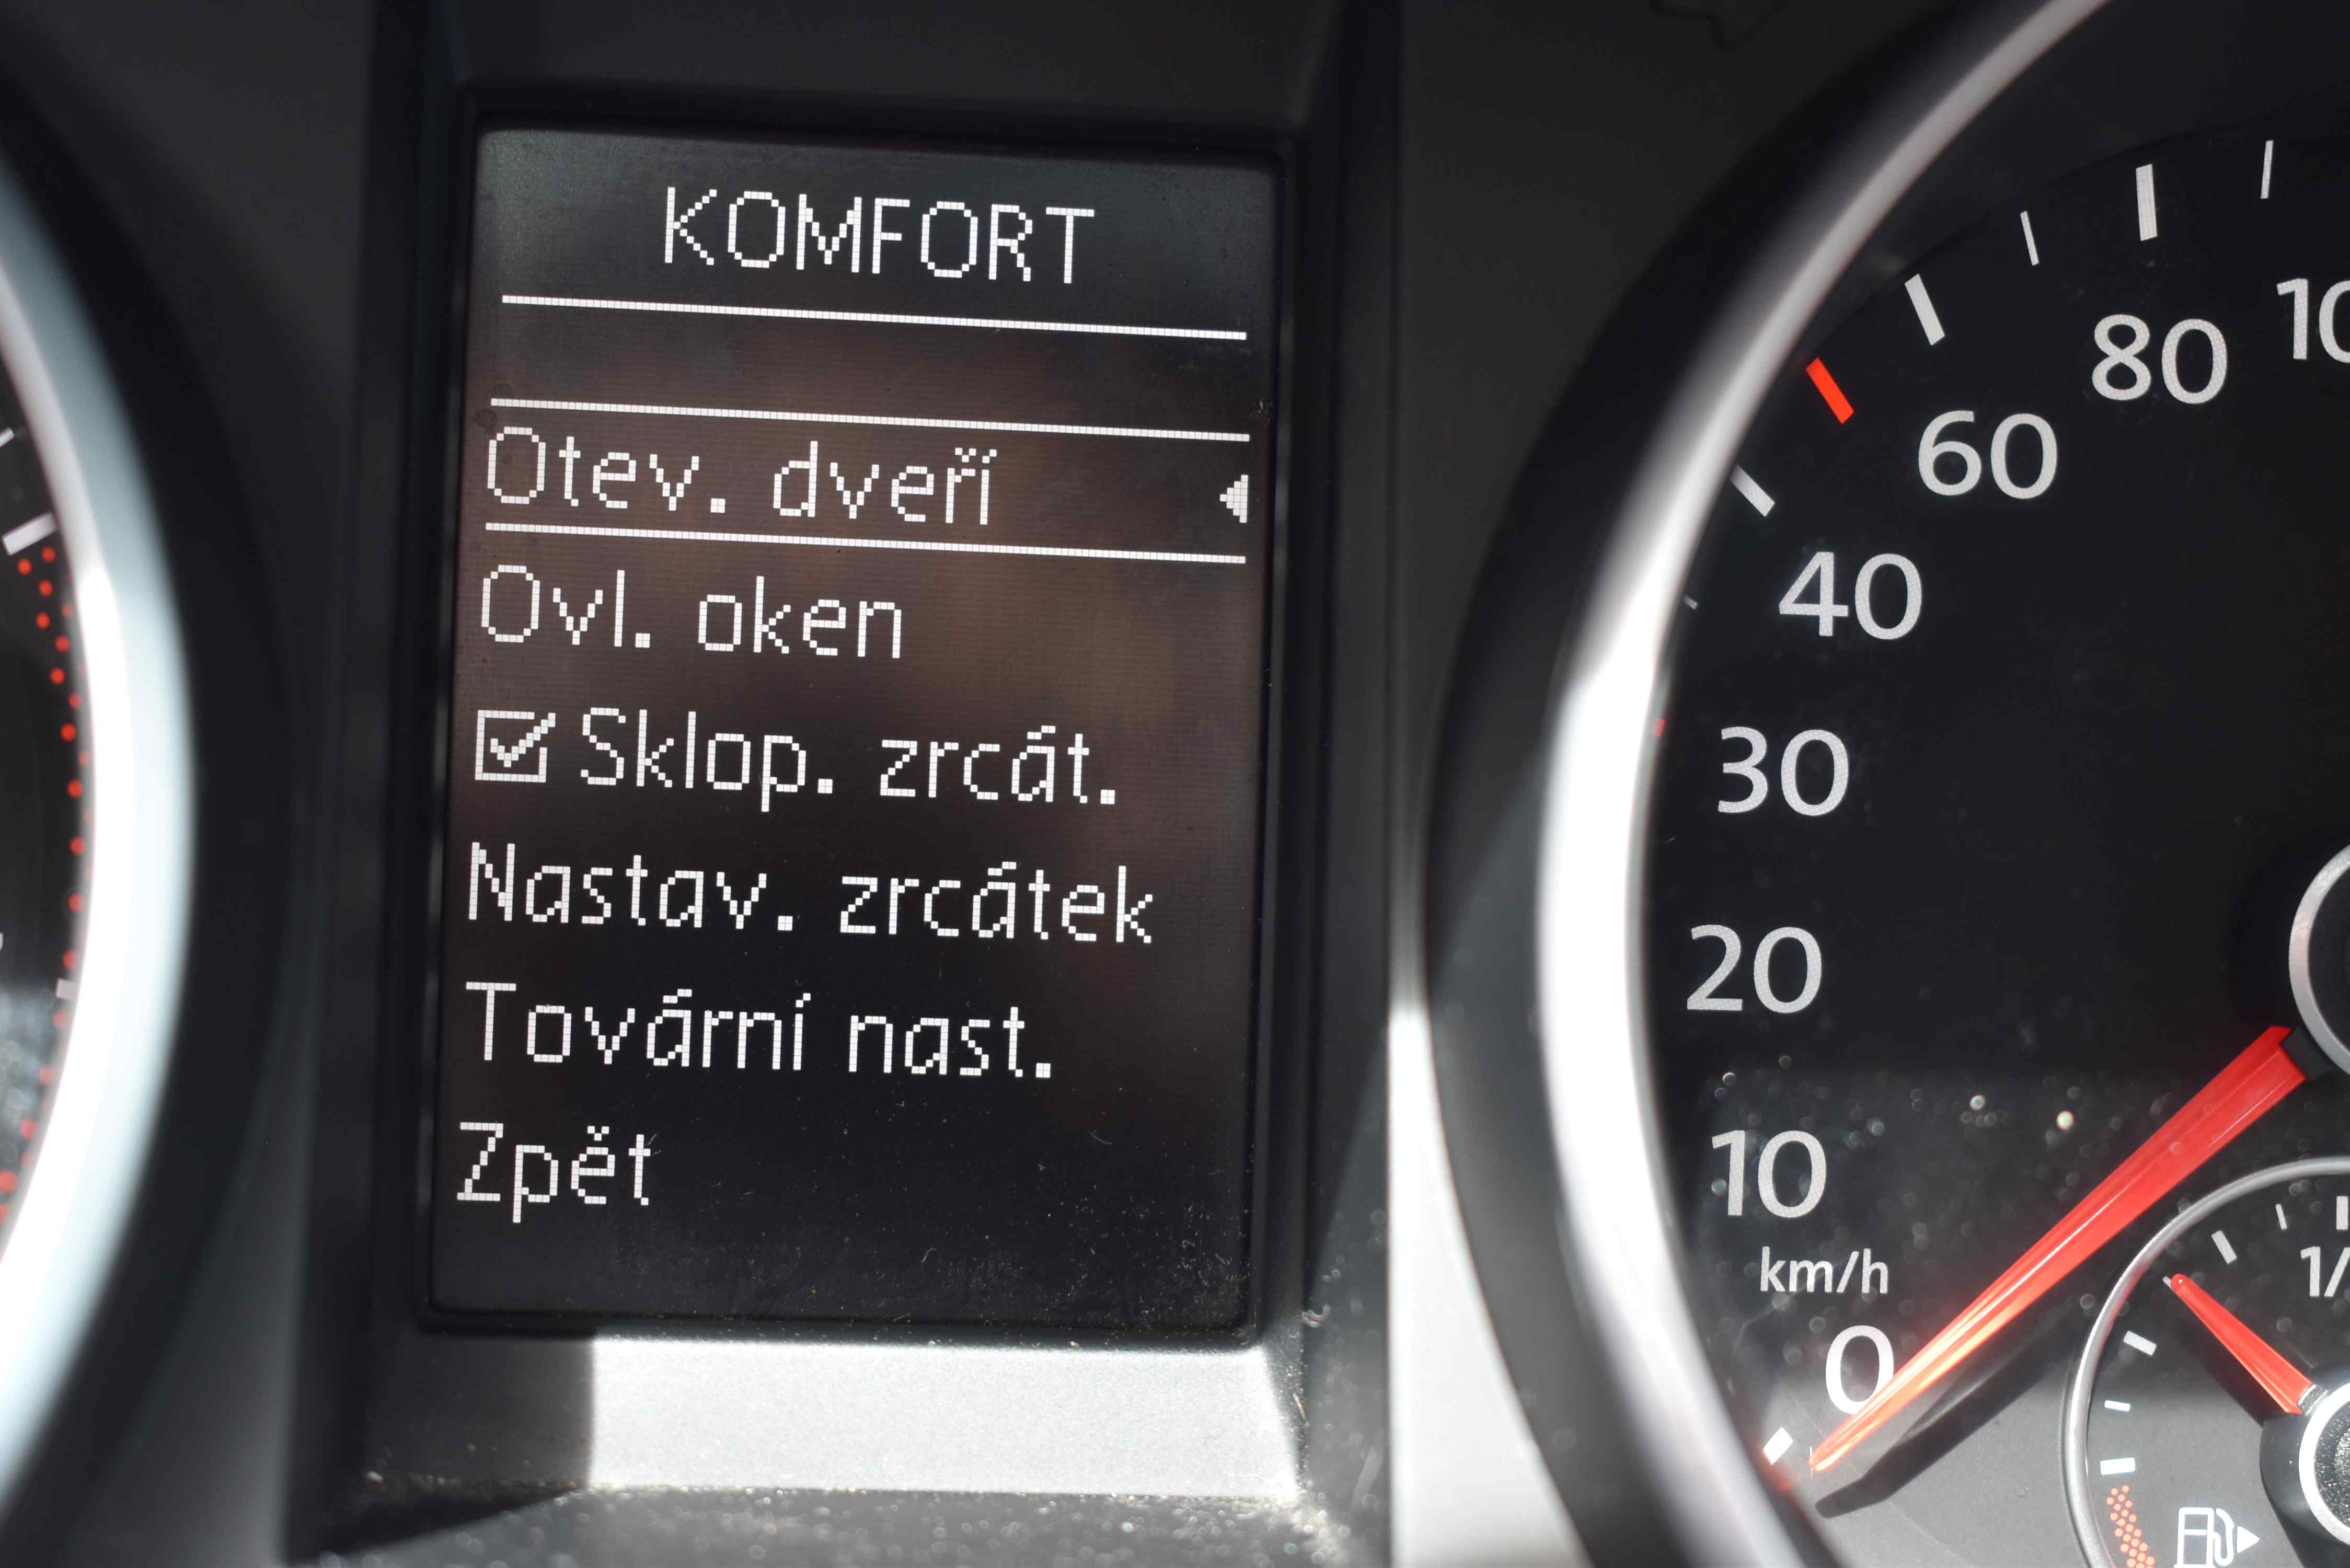 KOMFORT
Otev. dveří
Ovl. oken
Sklop. zrcát.
Nastav. zrcátek
Tovární nast.
Zpět
80
60
40
30
20
10
km/h
0